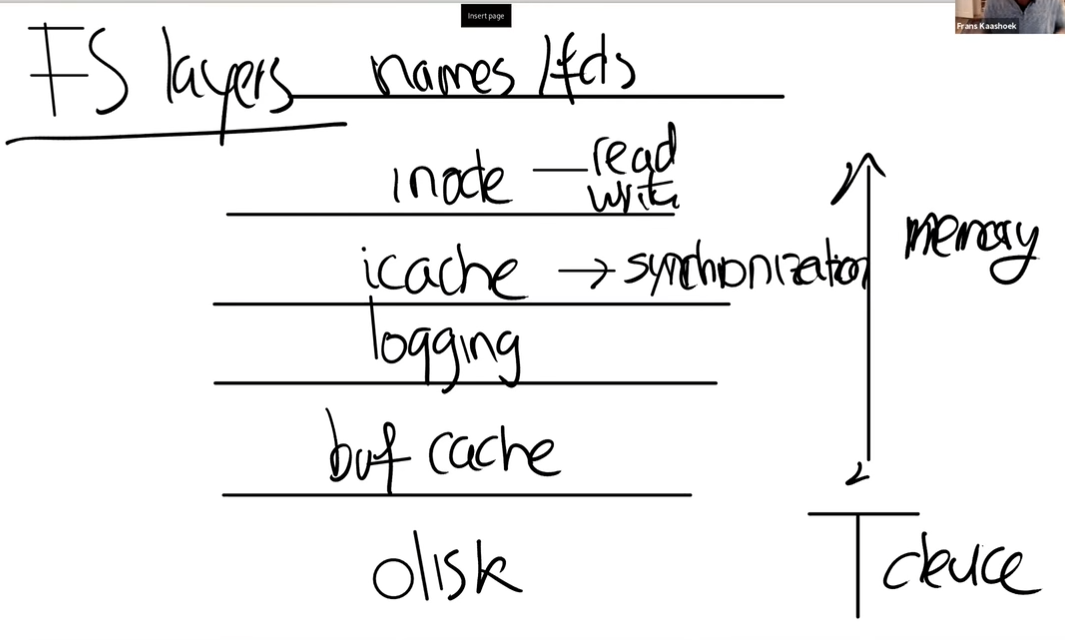 Insert page
Frans Kaashoek
FS layers names/fds
inode — read
write
icache → synchronization
memory
logging
buf cache
disk
device